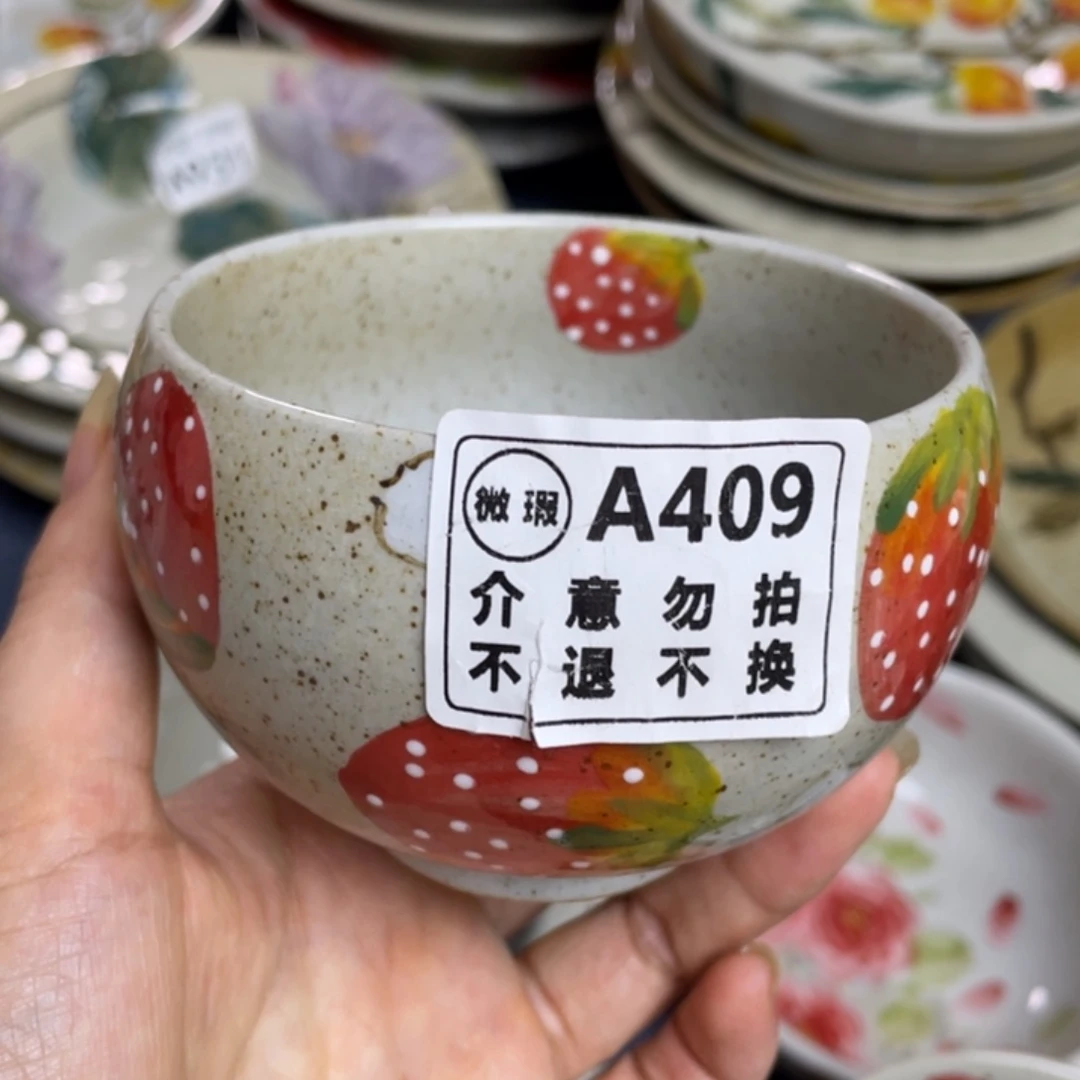 微 瑕 A409
介 意 勿 拍
不 退 不 换